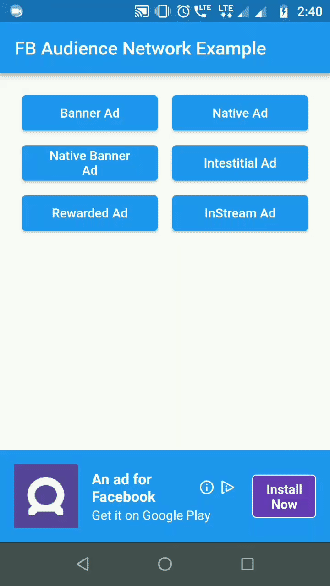 LTE LTE 2:40
FB Audience Network Example
Banner Ad
Native Ad
Native Banner
Ad
Intestitial Ad
Rewarded Ad
InStream Ad
An ad for
Facebook
Get it on Google Play
Install
Now